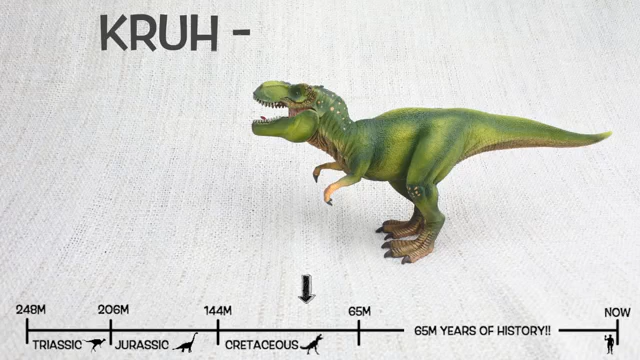 KRUH -
248M 206M 144M 65M NOW
TRIASSIC JURASSIC CRETACEOUS 65M YEARS OF HISTORY!!